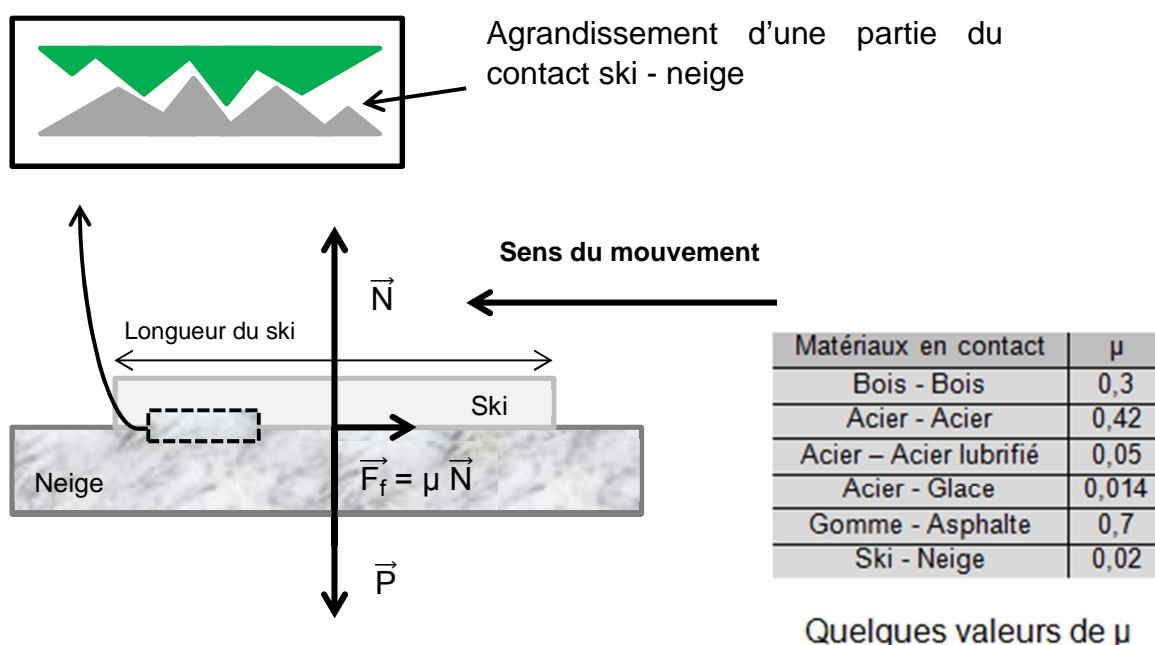 Agrandissement d’une partie du
contact ski - neige
Sens du mouvement
N
Longueur du ski
Ski
Neige
F_f = μ N
P
Matériaux en contact μ
Bois - Bois 0,3
Acier - Acier 0,42
Acier – Acier lubrifié 0,05
Acier - Glace 0,014
Gomme - Asphalte 0,7
Ski - Neige 0,02
Quelques valeurs de μ